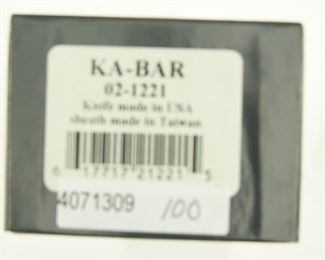 KA-BAR
02-1221
Knife made in USA
sheath made in Taiwan
6 17717 21221 5
4071309 100